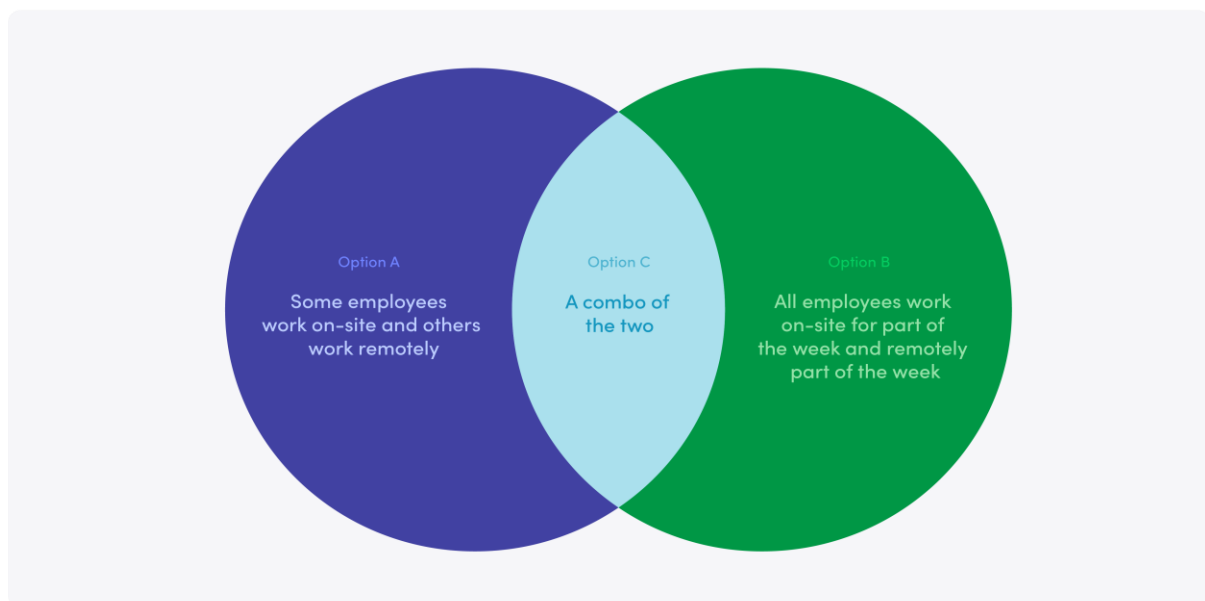 Option A
Some employees
work on-site and others
work remotely
Option C
A combo of
the two
Option B
All employees work
on-site for part of
the week and remotely
part of the week